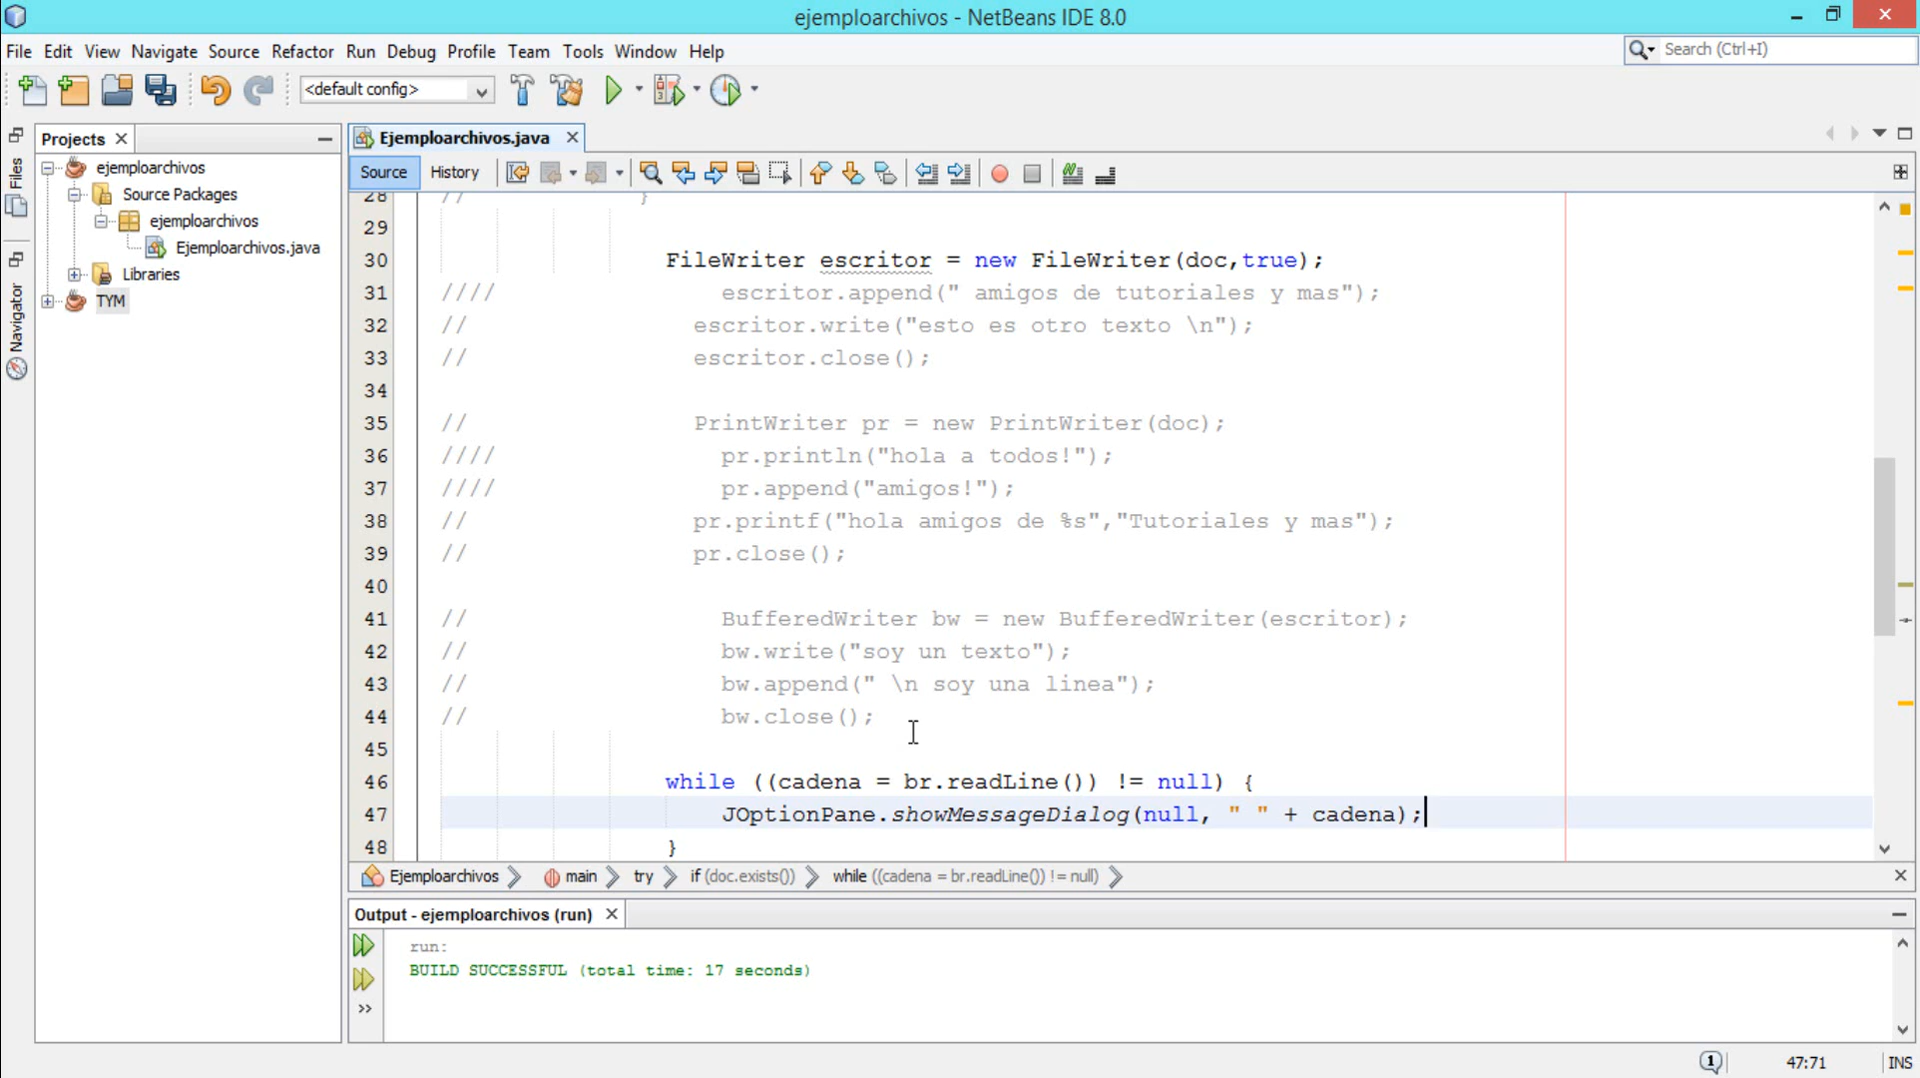 ejemploarchivos - NetBeans IDE 8.0
File Edit View Navigate Source Refactor Run Debug Profile Team Tools Window Help
Search (Ctrl+I)
<default config>
Files
Navigator
Projects
ejemploarchivos
Source Packages
ejemploarchivos
Ejemploarchivos.java
Libraries
TYM
Ejemploarchivos.java
Source History
28 // }
29
30 FileWriter escritor = new FileWriter(doc,true);
31 //// escritor.append(" amigos de tutoriales y mas");
32 // escritor.write("esto es otro texto \n");
33 // escritor.close();
34
35 // PrintWriter pr = new PrintWriter(doc);
36 //// pr.println("hola a todos!");
37 //// pr.append("amigos!");
38 // pr.printf("hola amigos de %s","Tutoriales y mas");
39 // pr.close();
40
41 // BufferedWriter bw = new BufferedWriter(escritor);
42 // bw.write("soy un texto");
43 // bw.append(" \n soy una linea");
44 // bw.close();
45
46 while ((cadena = br.readLine()) != null) {
47 JOptionPane.showMessageDialog(null, " " + cadena);
48 }
Ejemploarchivos main try if (doc.exists()) while ((cadena = br.readLine()) != null)
Output - ejemploarchivos (run)
run:
BUILD SUCCESSFUL (total time: 17 seconds)
1 47:71 INS